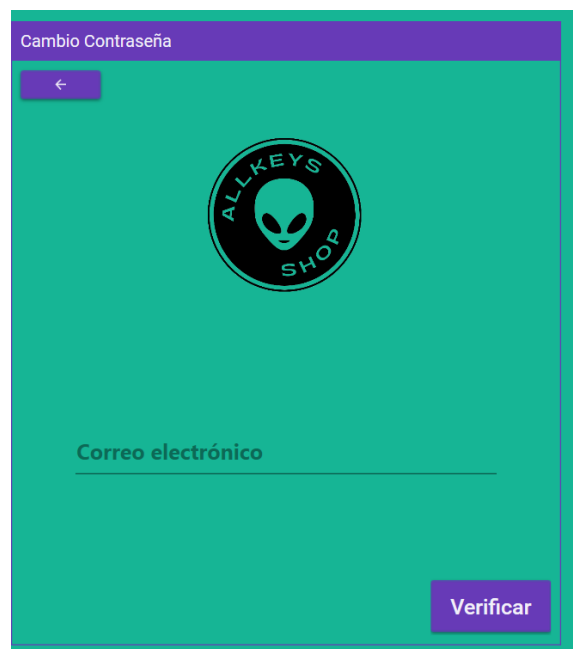 Cambio Contraseña
ALLKEYS
SHOP
Correo electrónico
Verificar